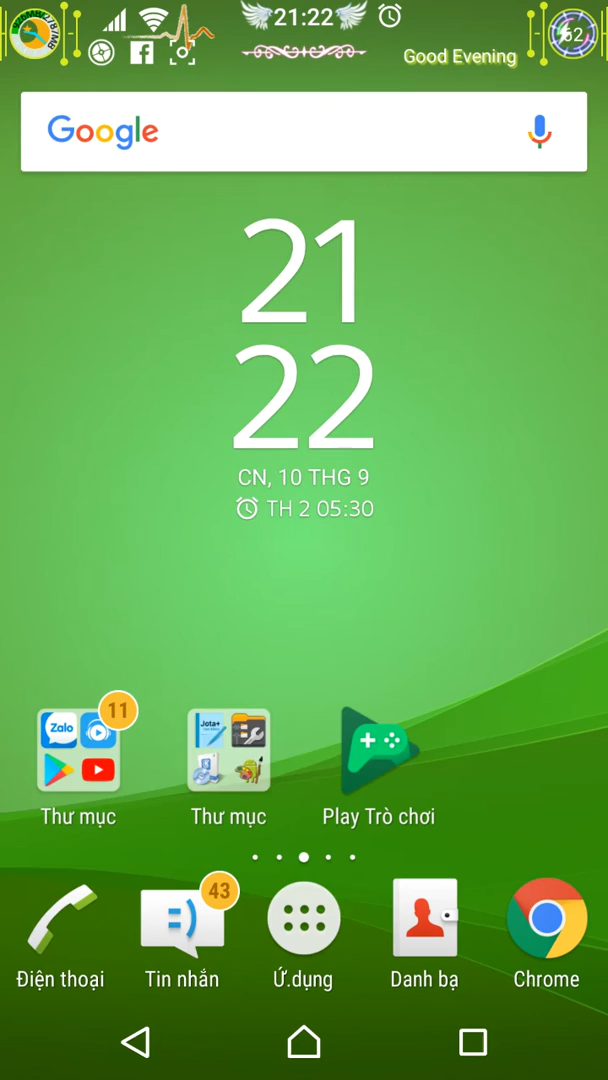 21:22
Good Evening
62
Google
21
22
CN, 10 THG 9
TH 2 05:30
11
Zalo
Jota+
Thư mục
Thư mục
Play Trò chơi
43
Điện thoại
Tin nhắn
Ứ.dụng
Danh bạ
Chrome